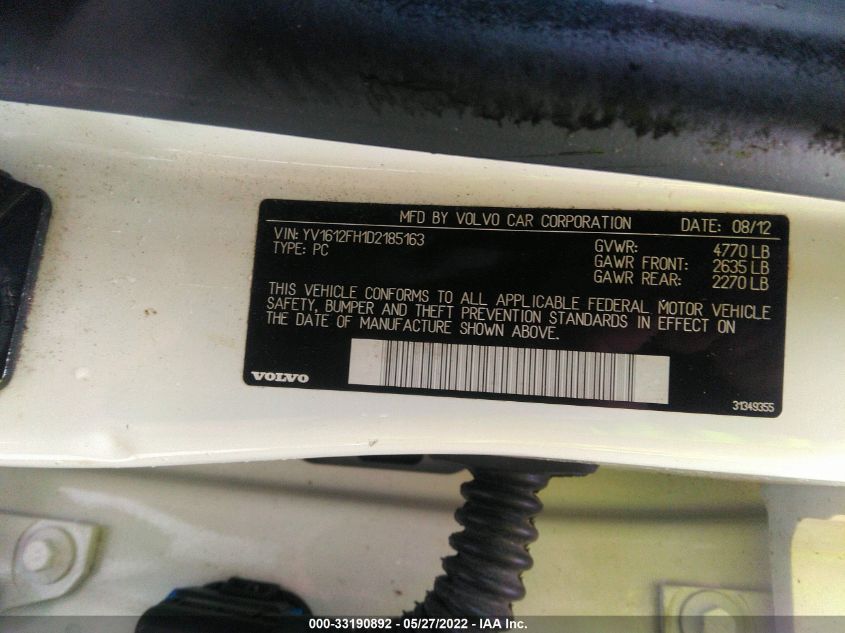 MFD BY VOLVO CAR CORPORATION DATE: 08/12
VIN: YV1612FH1D2185163
TYPE: PC
GVWR: 4770 LB
GAWR FRONT: 2635 LB
GAWR REAR: 2270 LB
THIS VEHICLE CONFORMS TO ALL APPLICABLE FEDERAL MOTOR VEHICLE
SAFETY, BUMPER AND THEFT PREVENTION STANDARDS IN EFFECT ON
THE DATE OF MANUFACTURE SHOWN ABOVE.
VOLVO
31349355
000-33190892 - 05/27/2022 - IAA Inc.